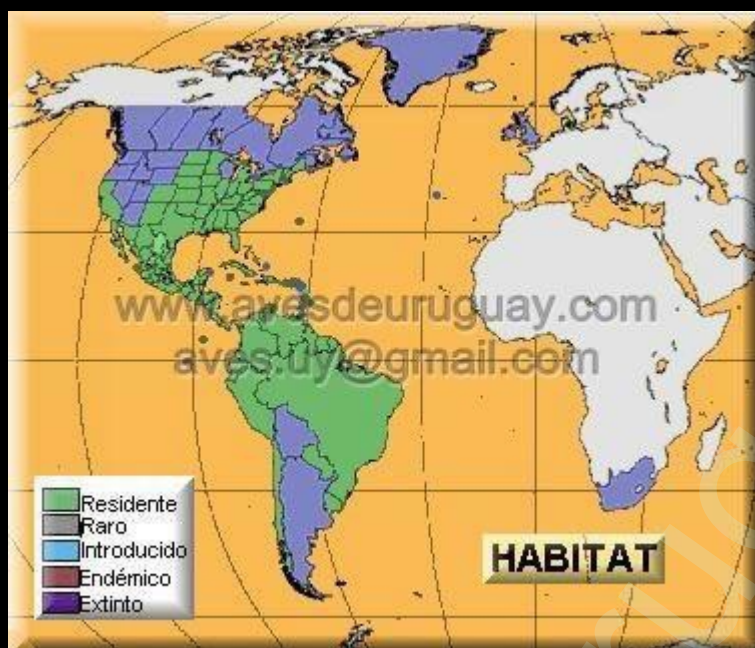 www.avesdeuruguay.com
aves.uy@gmail.com
Residente
Raro
Introducido
Endémico
Extinto
HABITAT